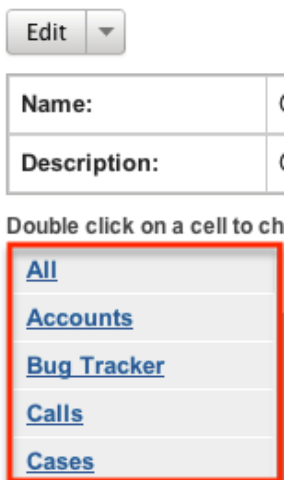 Edit
Name:
Description:
Double click on a cell to ch
All
Accounts
Bug Tracker
Calls
Cases